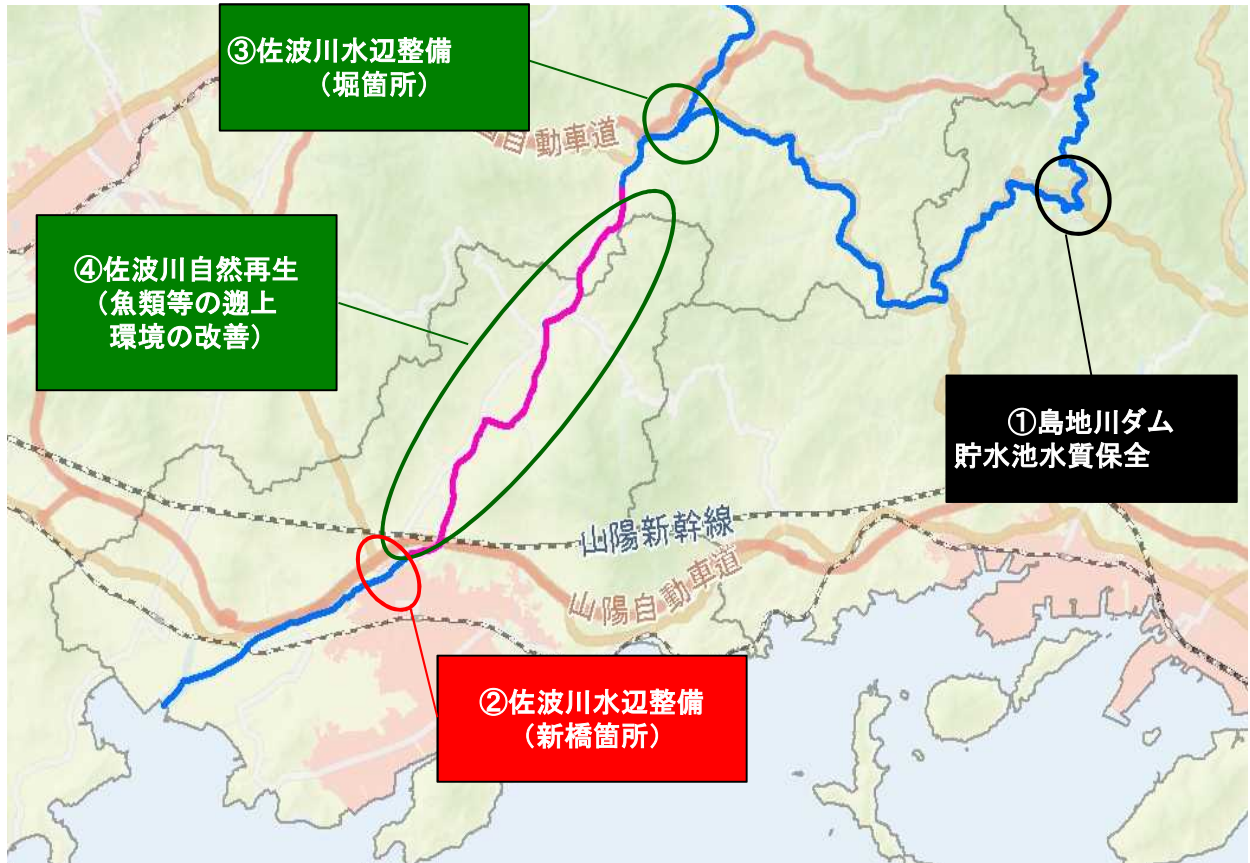 ③佐波川水辺整備
（堀箇所）
自動車道
④佐波川自然再生
（魚類等の遡上
環境の改善）
①島地川ダム
貯水池水質保全
山陽新幹線
山陽自動車道
②佐波川水辺整備
（新橋箇所）